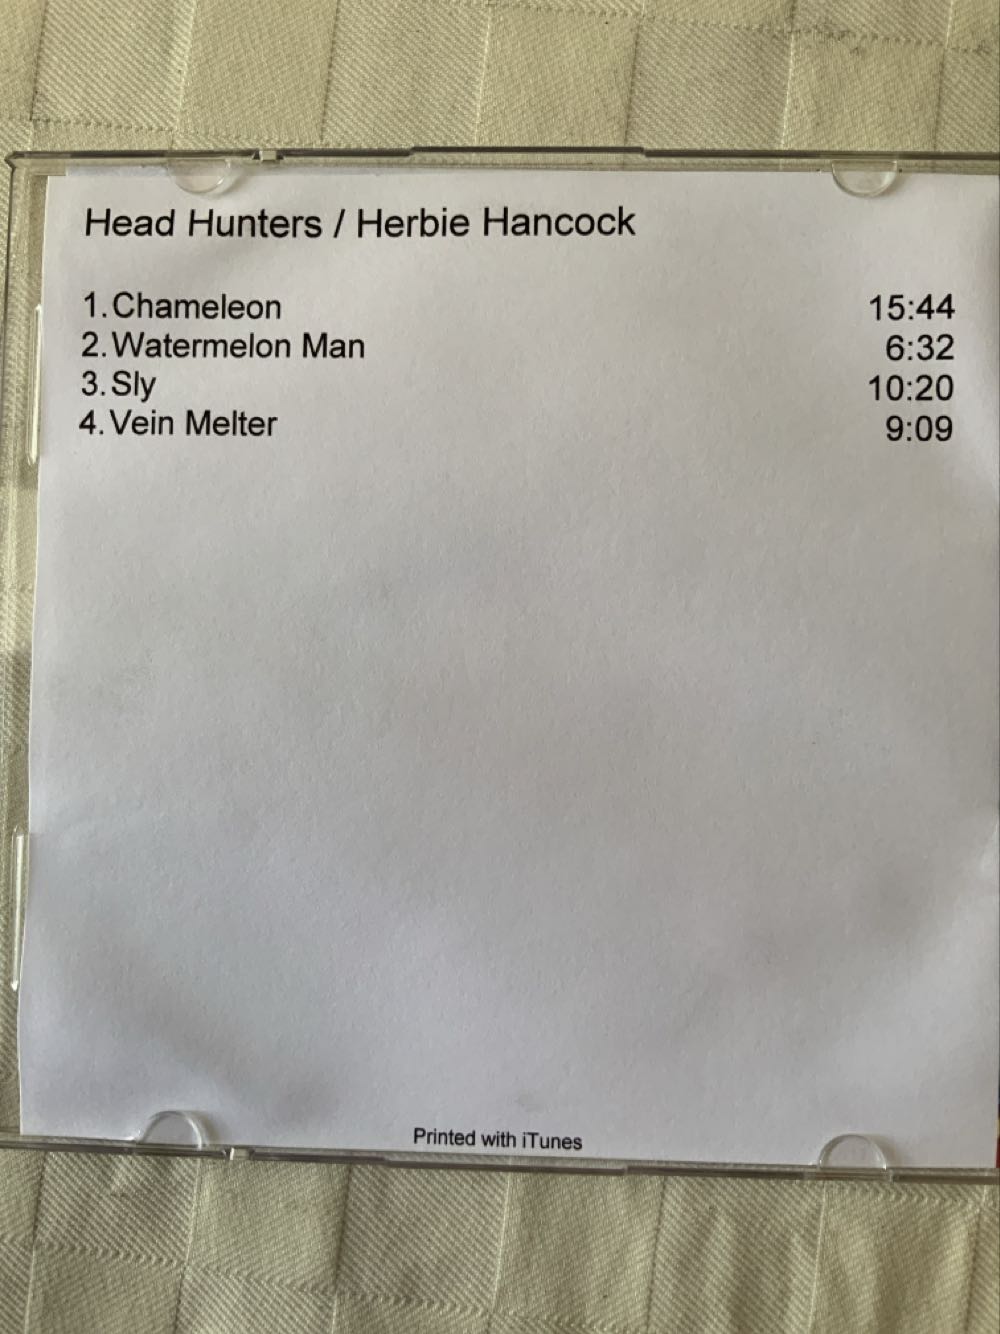 Head Hunters / Herbie Hancock
1. Chameleon 15:44
2. Watermelon Man 6:32
3. Sly 10:20
4. Vein Melter 9:09
Printed with iTunes